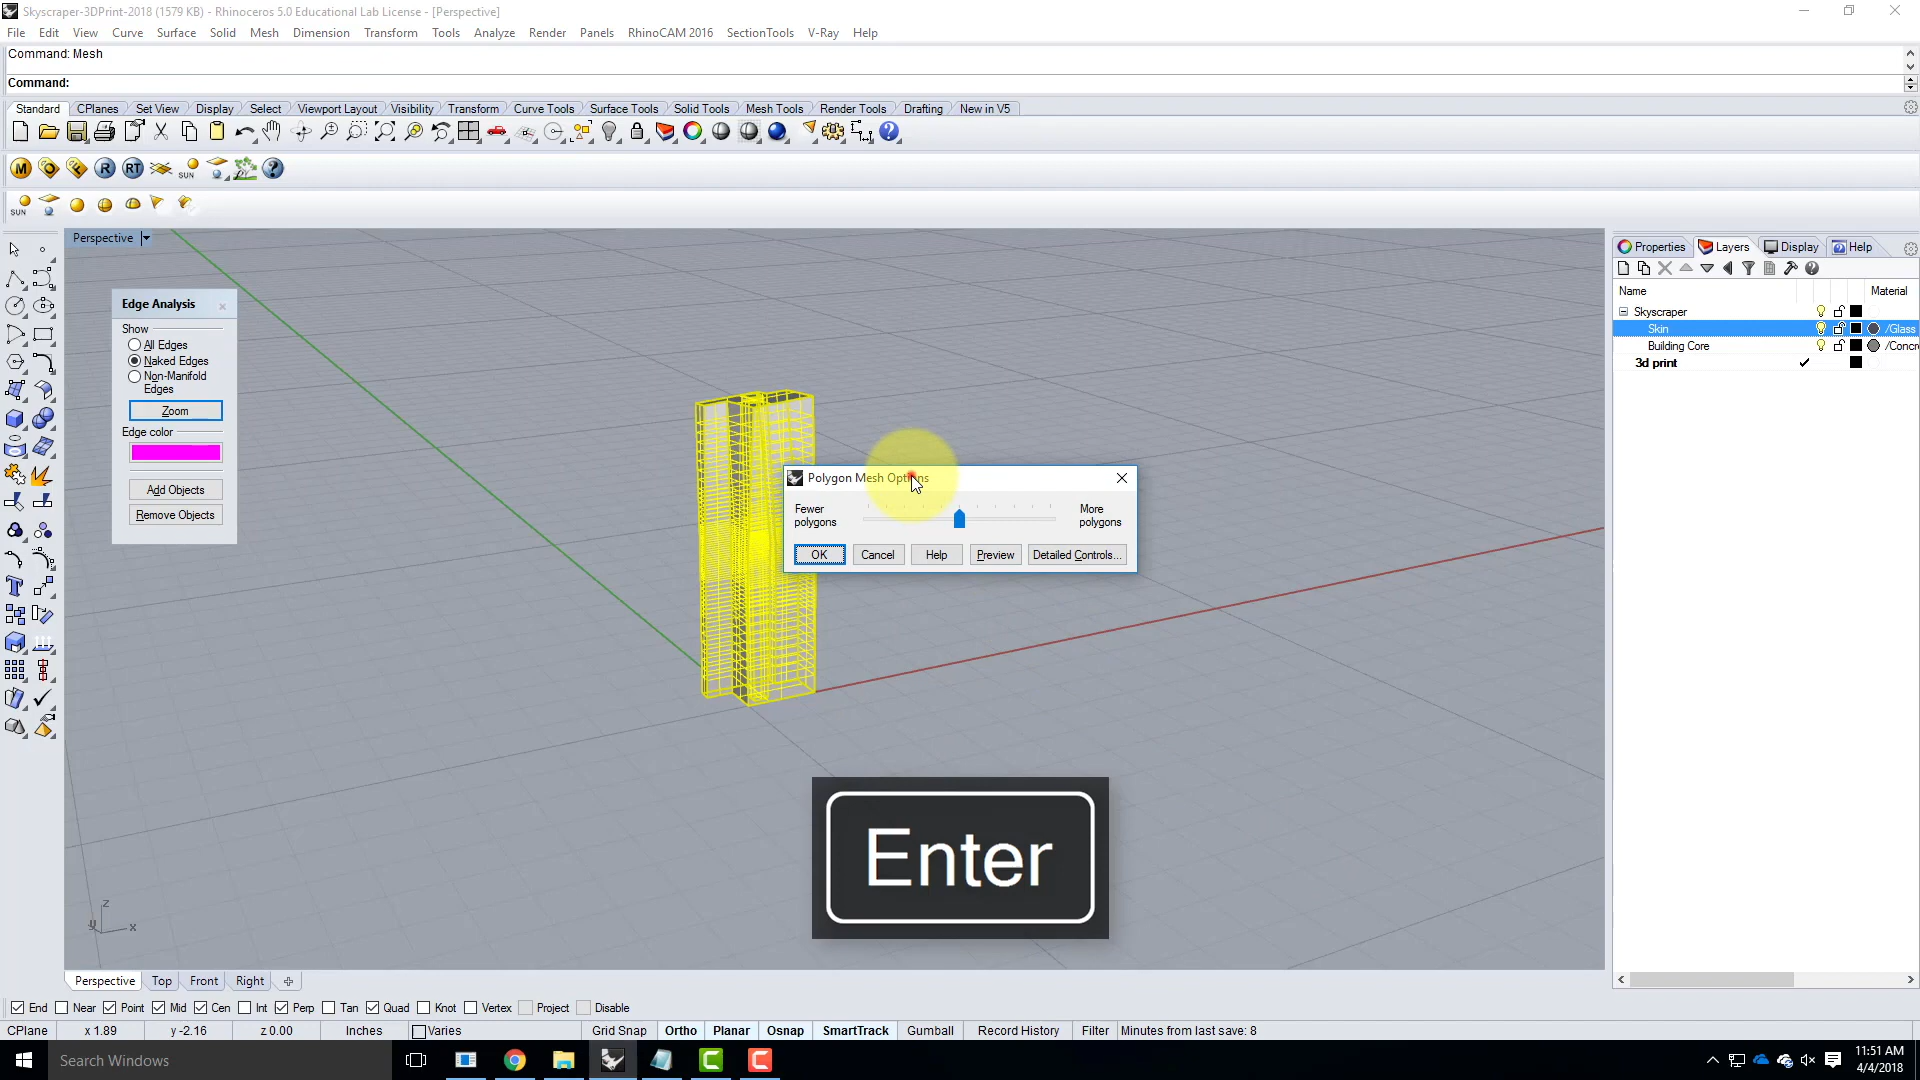 Skyscraper-3DPrint-2018 (1579 KB) - Rhinoceros 5.0 Educational Lab License - [Perspective]
File Edit View Curve Surface Solid Mesh Dimension Transform Tools Analyze Render Panels RhinoCAM 2016 SectionTools V-Ray Help
Command: Mesh
Command:
Standard CPlanes Set View Display Select Viewport Layout Visibility Transform Curve Tools Surface Tools Solid Tools Mesh Tools Render Tools Drafting New in V5
M O F R RT SUN ?
SUN
Perspective
Properties Layers Display Help
Name Material
Skyscraper
Skin /Glass
Building Core /Concr
3d print
Edge Analysis
Show
All Edges
Naked Edges
Non-Manifold
Edges
Zoom
Edge color
Add Objects
Remove Objects
Polygon Mesh Options
Fewer
polygons
More
polygons
OK Cancel Help Preview Detailed Controls...
Enter
z
y x
Perspective Top Front Right
End Near Point Mid Cen Int Perp Tan Quad Knot Vertex Project Disable
CPlane x 1.89 y -2.16 z 0.00 Inches Varies Grid Snap Ortho Planar Osnap SmartTrack Gumball Record History Filter Minutes from last save: 8
Search Windows
11:51 AM
4/4/2018